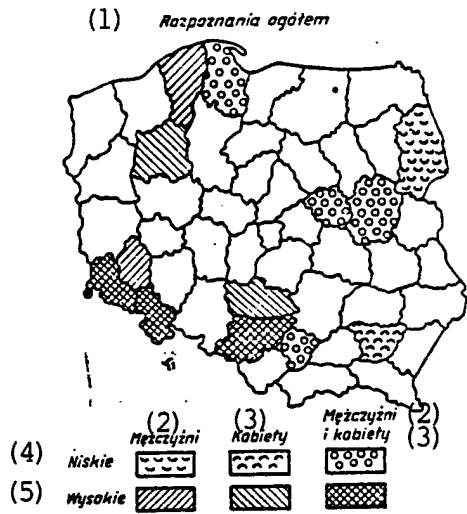 (1) Rozpoznania ogółem
(2) (3) Mężczyźni 2)
Mężczyźni Kobiety i kobiety (3)
(4) Niskie
(5) Wysokie